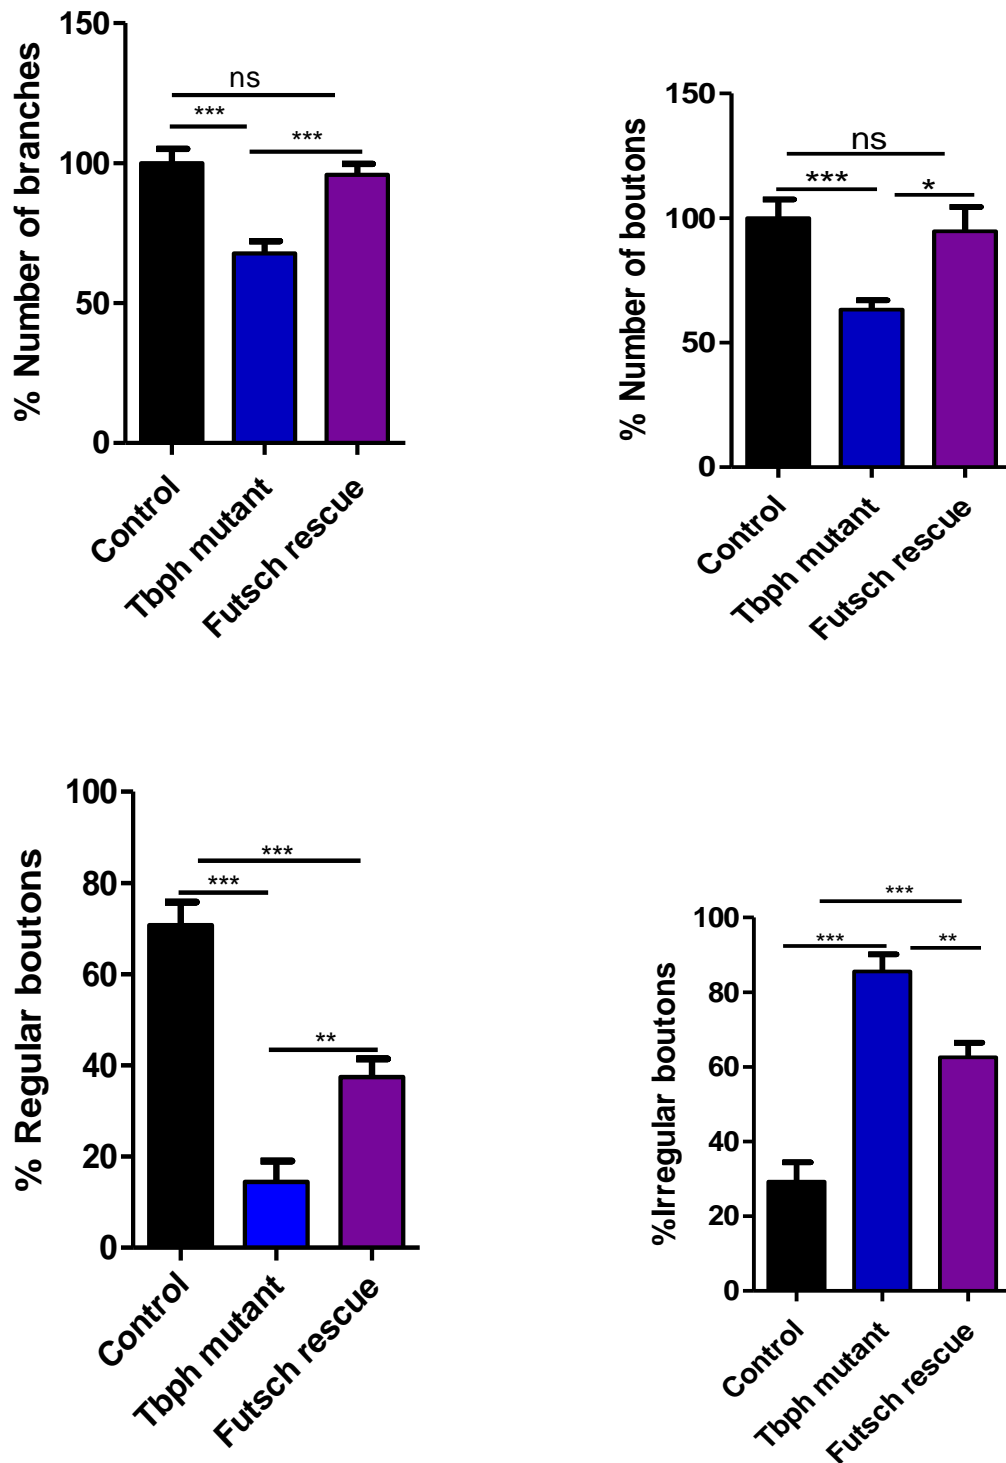 % Number of branches
150
100
50
0
ns
***
***
Control
Tbph mutant
Futsch rescue
% Number of boutons
150
100
50
0
ns
***
*
Control
Tbph mutant
Futsch rescue
% Regular boutons
100
80
60
40
20
0
***
***
**
Control
Tbph mutant
Futsch rescue
%Irregular boutons
100
80
60
40
20
0
***
***
**
Control
Tbph mutant
Futsch rescue